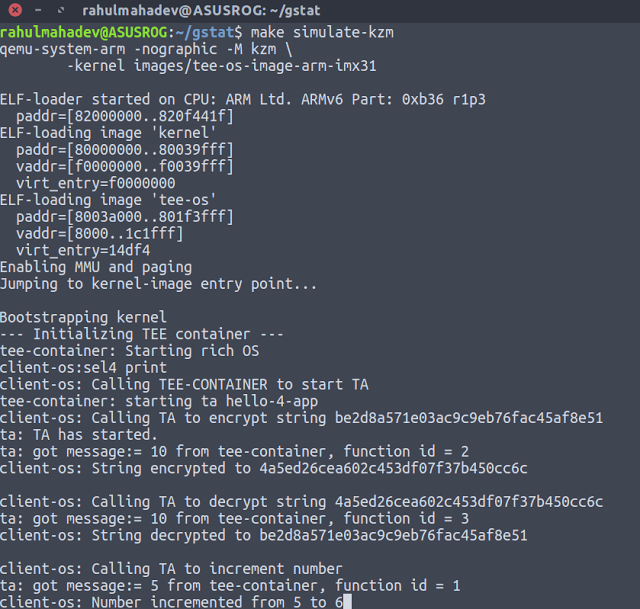 rahulmahadev@ASUSROG: ~/gstat
rahulmahadev@ASUSROG:~/gstat$ make simulate-kzm
qemu-system-arm -nographic -M kzm \
-kernel images/tee-os-image-arm-imx31
ELF-loader started on CPU: ARM Ltd. ARMv6 Part: 0xb36 r1p3
paddr=[82000000..820f441f]
ELF-loading image 'kernel'
paddr=[80000000..80039fff]
vaddr=[f0000000..f0039fff]
virt_entry=f0000000
ELF-loading image 'tee-os'
paddr=[8003a000..801f3fff]
vaddr=[8000..1c1fff]
virt_entry=14df4
Enabling MMU and paging
Jumping to kernel-image entry point...
Bootstrapping kernel
--- Initializing TEE container ---
tee-container: Starting rich OS
client-os:sel4 print
client-os: Calling TEE-CONTAINER to start TA
tee-container: starting ta hello-4-app
client-os: Calling TA to encrypt string be2d8a571e03ac9c9eb76fac45af8e51
ta: TA has started.
ta: got message:= 10 from tee-container, function id = 2
client-os: String encrypted to 4a5ed26cea602c453df07f37b450cc6c
client-os: Calling TA to decrypt string 4a5ed26cea602c453df07f37b450cc6c
ta: got message:= 10 from tee-container, function id = 3
client-os: String decrypted to be2d8a571e03ac9c9eb76fac45af8e51
client-os: Calling TA to increment number
ta: got message:= 5 from tee-container, function id = 1
client-os: Number incremented from 5 to 6